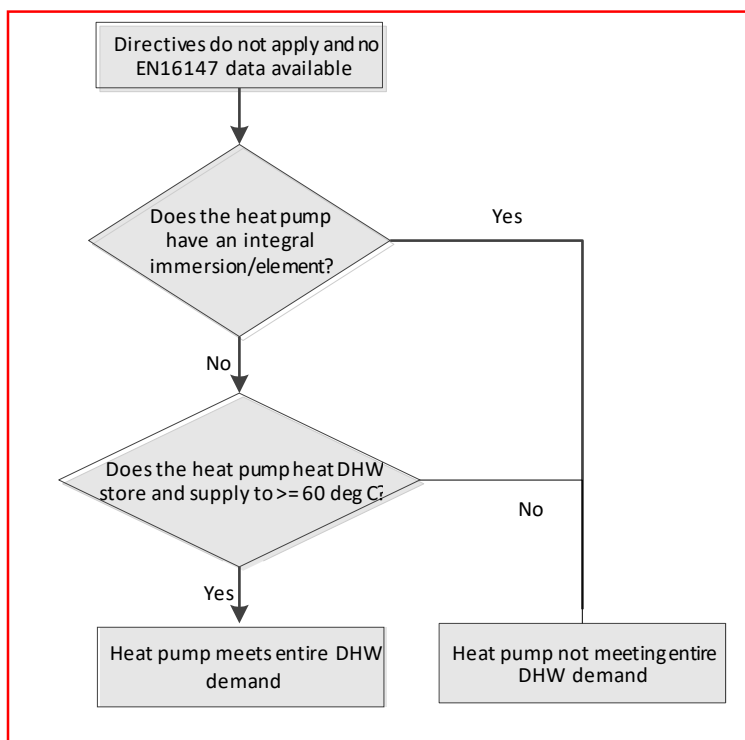 Directives do not apply and no
EN16147 data available
Does the heat pump
have an integral
immersion/element?
Yes
No
Does the heat pump heat DHW
store and supply to >= 60 deg C?
No
Yes
Heat pump meets entire DHW
demand
Heat pump not meeting entire
DHW demand